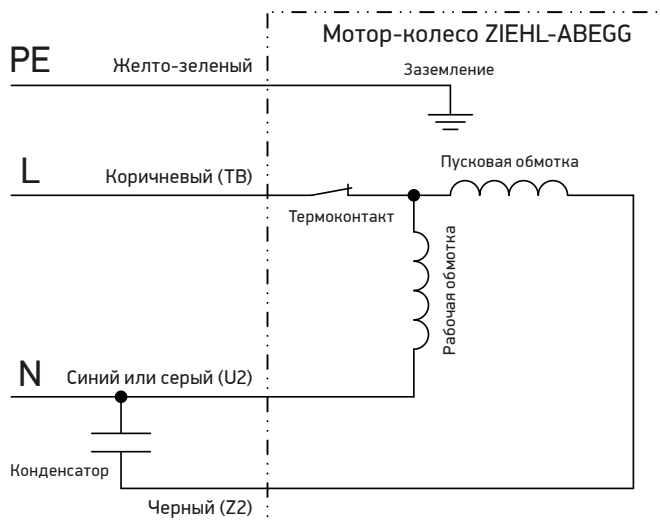 Мотор-колесо ZIEHL-ABEGG
PE
Желто-зеленый
Заземление
L
Коричневый (TB)
Термоконтакт
Пусковая обмотка
Рабочая обмотка
N
Синий или серый (U2)
Конденсатор
Черный (Z2)